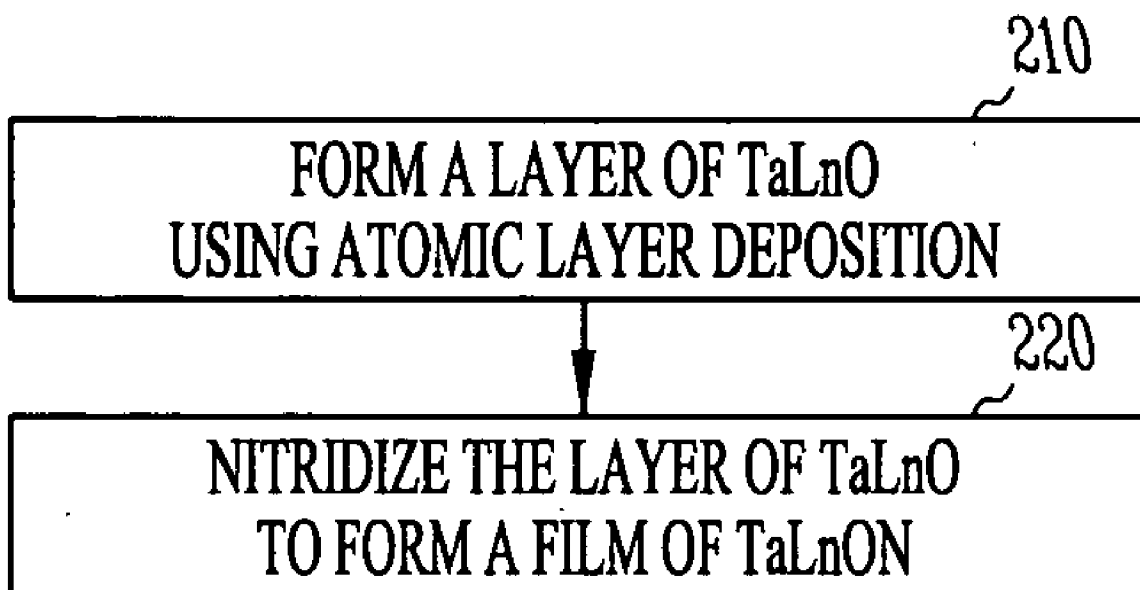 210
FORM A LAYER OF TaLnO
USING ATOMIC LAYER DEPOSITION
220
NITRIDIZE THE LAYER OF TaLnO
TO FORM A FILM OF TaLnON